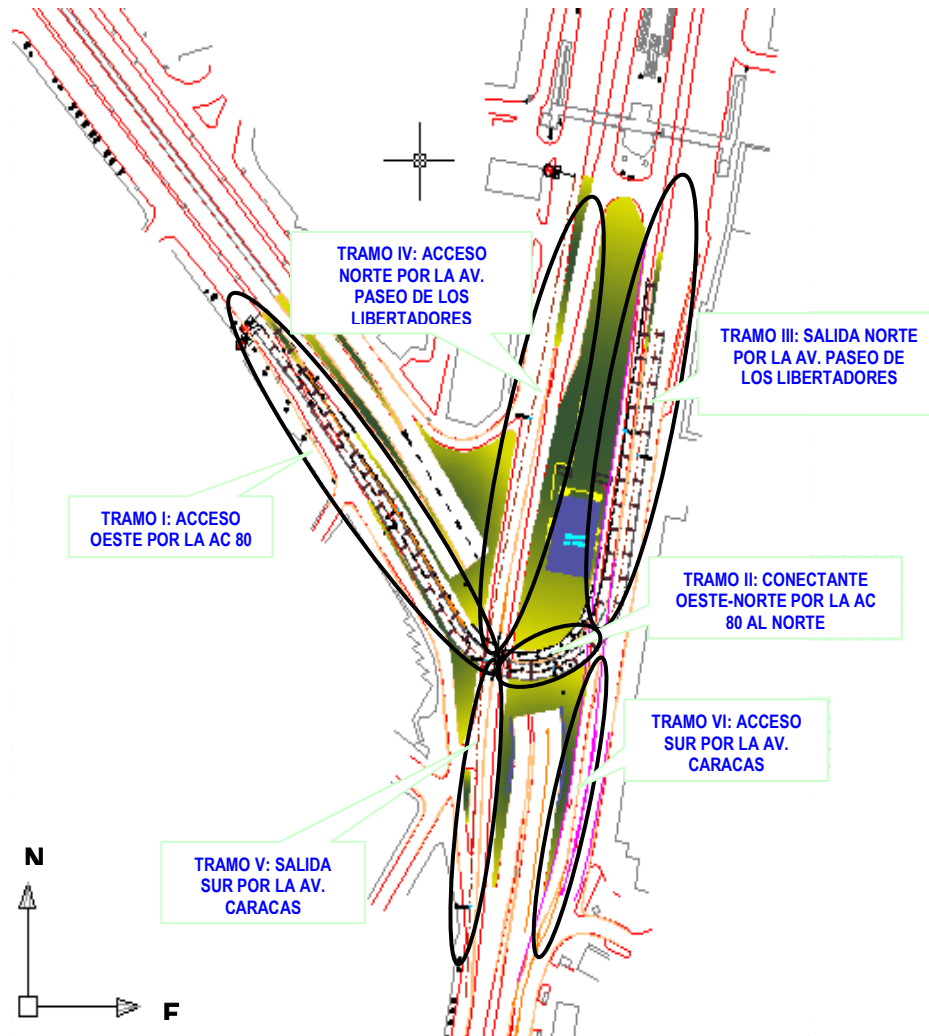 TRAMO IV: ACCESO
NORTE POR LA AV.
PASEO DE LOS
LIBERTADORES
TRAMO III: SALIDA NORTE
POR LA AV. PASEO DE
LOS LIBERTADORES
TRAMO I: ACCESO
OESTE POR LA AC 80
TRAMO II: CONECTANTE
OESTE-NORTE POR LA AC
80 AL NORTE
TRAMO VI: ACCESO
SUR POR LA AV.
CARACAS
TRAMO V: SALIDA
SUR POR LA AV.
CARACAS
N